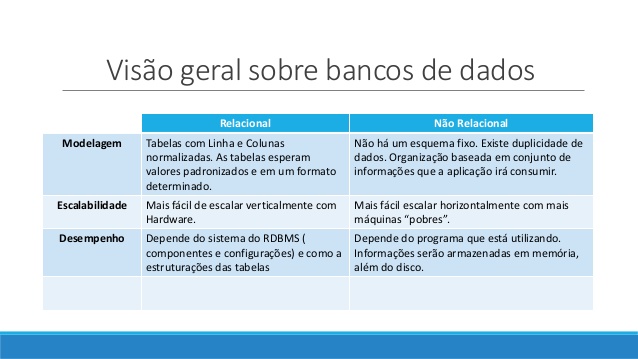 Visão geral sobre bancos de dados
Relacional
Não Relacional
Modelagem
Tabelas com Linha e Colunas
normalizadas. As tabelas esperam
valores padronizados e em um formato
determinado.
Não há um esquema fixo. Existe duplicidade de
dados. Organização baseada em conjunto de
informações que a aplicação irá consumir.
Escalabilidade
Mais fácil de escalar verticalmente com
Hardware.
Mais fácil escalar horizontalmente com mais
máquinas “pobres”.
Desempenho
Depende do sistema do RDBMS (
componentes e configurações) e como a
estruturações das tabelas
Depende do programa que está utilizando.
Informações serão armazenadas em memória,
além do disco.